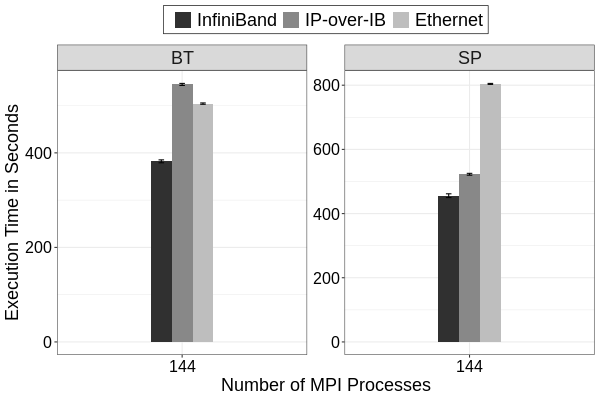 InfiniBand IP-over-IB Ethernet
BT
SP
Execution Time in Seconds
400
200
0
800
600
400
200
0
144
144
Number of MPI Processes